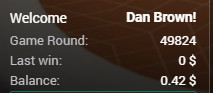 Welcome Dan Brown!
Game Round: 49824
Last win: 0 $
Balance: 0.42 $